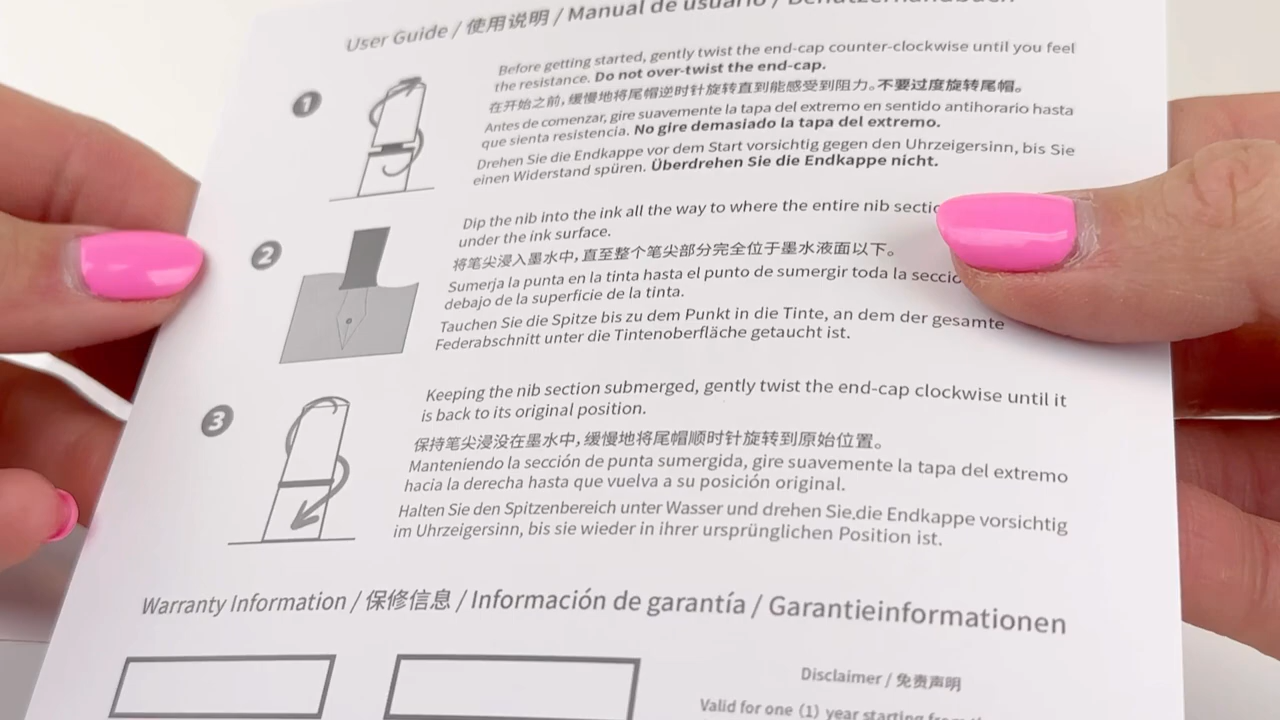 User Guide / 使用说明 / Manual de usuario / Benutzerhandbuch
1
Before getting started, gently twist the end-cap counter-clockwise until you feel
the resistance. Do not over-twist the end-cap.
在开始之前，缓慢地将尾帽逆时针旋转直到能感受到阻力。不要过度旋转尾帽。
Antes de comenzar, gire suavemente la tapa del extremo en sentido antihorario hasta
que sienta resistencia. No gire demasiado la tapa del extremo.
Drehen Sie die Endkappe vor dem Start vorsichtig gegen den Uhrzeigersinn, bis Sie
einen Widerstand spüren. Überdrehen Sie die Endkappe nicht.
2
Dip the nib into the ink all the way to where the entire nib
under the ink surface.
将笔尖浸入墨水中，直至整个笔尖部分完全位于墨水液面以下。
Sumerja la punta en la tinta hasta el punto de sumergir toda la
debajo de la superficie de la tinta.
Tauchen Sie die Spitze bis zu dem Punkt in die Tinte, an dem der gesamte
Federabschnitt unter die Tintenoberfläche getaucht ist.
3
Keeping the nib section submerged, gently twist the end-cap clockwise until it
is back to its original position.
保持笔尖浸没在墨水中，缓慢地将尾帽顺时针旋转到原始位置。
Manteniendo la sección de punta sumergida, gire suavemente la tapa del extremo
hacia la derecha hasta que vuelva a su posición original.
Halten Sie den Spitzenbereich unter Wasser und drehen Sie.die Endkappe vorsichtig
im Uhrzeigersinn, bis sie wieder in ihrer ursprünglichen Position ist.
Warranty Information / 保修信息 / Información de garantía / Garantieinformationen
Disclaimer / 免责声明
Valid for one (1) year starting from the